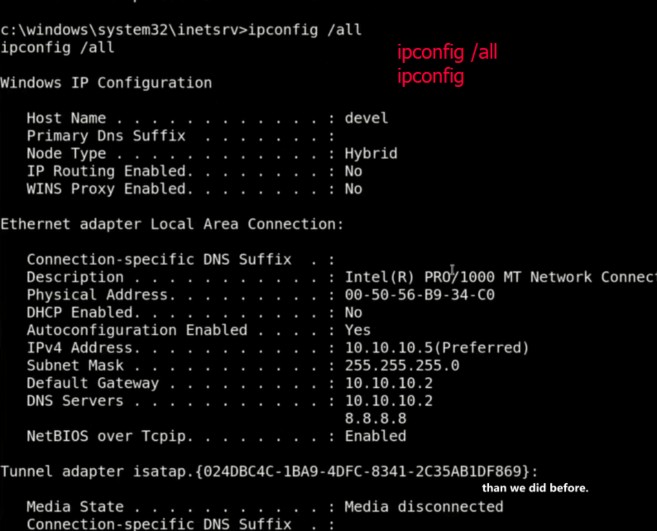 c:\windows\system32\inetsrv>ipconfig /all
ipconfig /all
ipconfig /all
ipconfig
Windows IP Configuration
Host Name . . . . . . . . . . . . : devel
Primary Dns Suffix  . . . . . . . :
Node Type . . . . . . . . . . . . : Hybrid
IP Routing Enabled. . . . . . . . : No
WINS Proxy Enabled. . . . . . . . : No
Ethernet adapter Local Area Connection:
Connection-specific DNS Suffix  . :
Description . . . . . . . . . . . : Intel(R) PRO/1000 MT Network Connect
Physical Address. . . . . . . . . : 00-50-56-B9-34-C0
DHCP Enabled. . . . . . . . . . . : No
Autoconfiguration Enabled . . . . : Yes
IPv4 Address. . . . . . . . . . . : 10.10.10.5(Preferred)
Subnet Mask . . . . . . . . . . . : 255.255.255.0
Default Gateway . . . . . . . . . : 10.10.10.2
DNS Servers . . . . . . . . . . . : 10.10.10.2
8.8.8.8
NetBIOS over Tcpip. . . . . . . . : Enabled
Tunnel adapter isatap.{024DBC4C-1BA9-4DFC-8341-2C35AB1DF869}:
than we did before.
Media State . . . . . . . . . . . : Media disconnected
Connection-specific DNS Suffix  . :